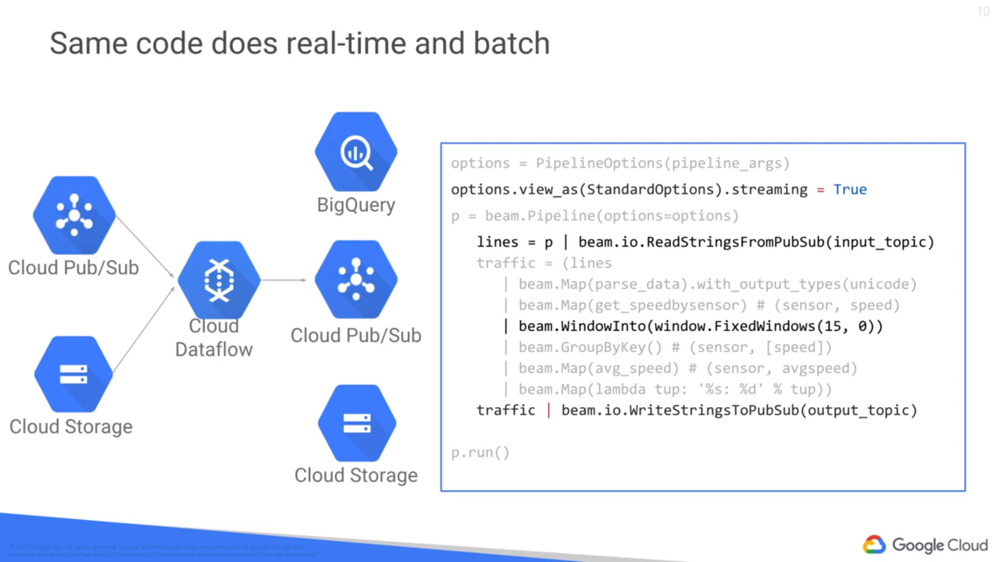 10
Same code does real-time and batch
BigQuery
Cloud Pub/Sub
Cloud
Dataflow
Cloud Pub/Sub
Cloud Storage
Cloud Storage
options = PipelineOptions(pipeline_args)
options.view_as(StandardOptions).streaming = True
p = beam.Pipeline(options=options)
lines = p | beam.io.ReadStringsFromPubSub(input_topic)
traffic = (lines
| beam.Map(parse_data).with_output_types(unicode)
| beam.Map(get_speedbysensor) # (sensor, speed)
| beam.WindowInto(window.FixedWindows(15, 0))
| beam.GroupByKey() # (sensor, [speed])
| beam.Map(avg_speed) # (sensor, avgspeed)
| beam.Map(lambda tup: '%s: %d' % tup))
traffic | beam.io.WriteStringsToPubSub(output_topic)
p.run()
© 2017 Google Inc. All rights reserved. Google and the Google logo are trademarks of Google Inc. All other
company and product names may be trademarks of the respective companies with which they are associated.
Google Cloud